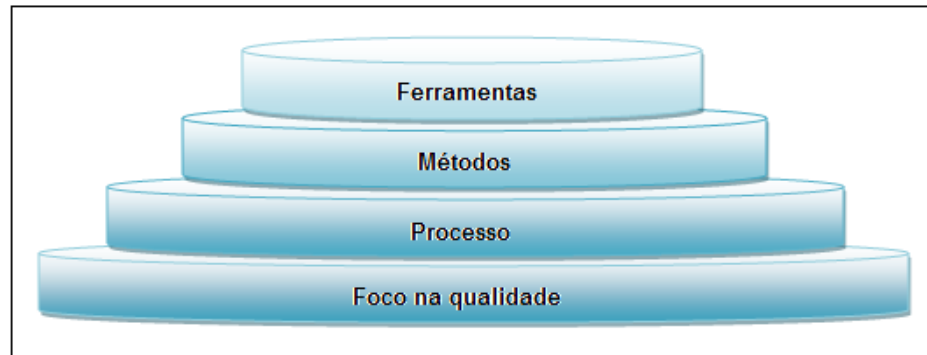 Ferramentas
Métodos
Processo
Foco na qualidade